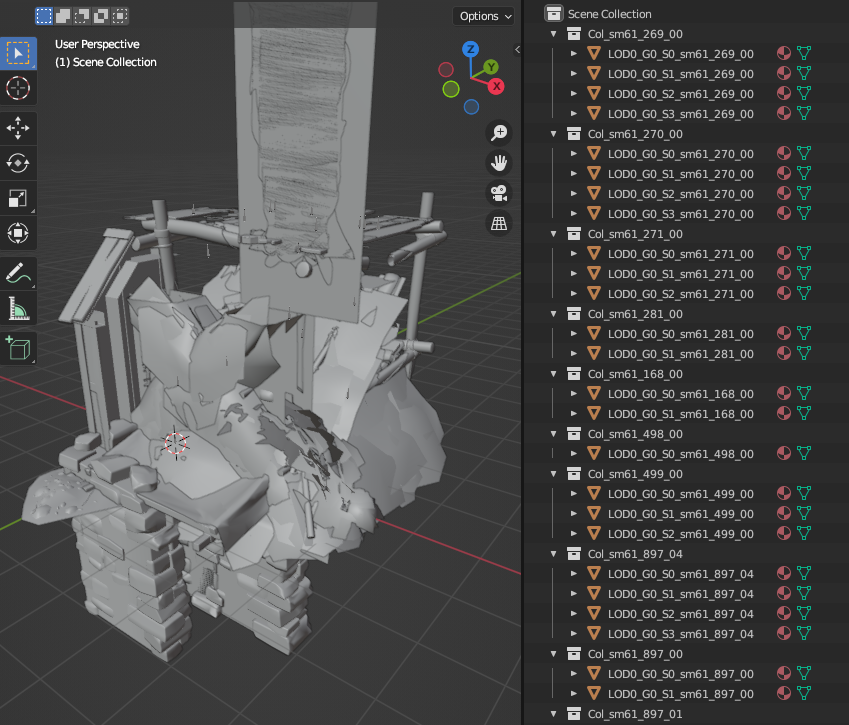 Options
User Perspective
(1) Scene Collection
Z
Y
X
Scene Collection
Col_sm61_269_00
LOD0_G0_S0_sm61_269_00
LOD0_G0_S1_sm61_269_00
LOD0_G0_S2_sm61_269_00
LOD0_G0_S3_sm61_269_00
Col_sm61_270_00
LOD0_G0_S0_sm61_270_00
LOD0_G0_S1_sm61_270_00
LOD0_G0_S2_sm61_270_00
LOD0_G0_S3_sm61_270_00
Col_sm61_271_00
LOD0_G0_S0_sm61_271_00
LOD0_G0_S1_sm61_271_00
LOD0_G0_S2_sm61_271_00
Col_sm61_281_00
LOD0_G0_S0_sm61_281_00
LOD0_G0_S1_sm61_281_00
Col_sm61_168_00
LOD0_G0_S0_sm61_168_00
LOD0_G0_S1_sm61_168_00
Col_sm61_498_00
LOD0_G0_S0_sm61_498_00
Col_sm61_499_00
LOD0_G0_S0_sm61_499_00
LOD0_G0_S1_sm61_499_00
LOD0_G0_S2_sm61_499_00
Col_sm61_897_04
LOD0_G0_S0_sm61_897_04
LOD0_G0_S1_sm61_897_04
LOD0_G0_S2_sm61_897_04
LOD0_G0_S3_sm61_897_04
Col_sm61_897_00
LOD0_G0_S0_sm61_897_00
LOD0_G0_S1_sm61_897_00
Col_sm61_897_01